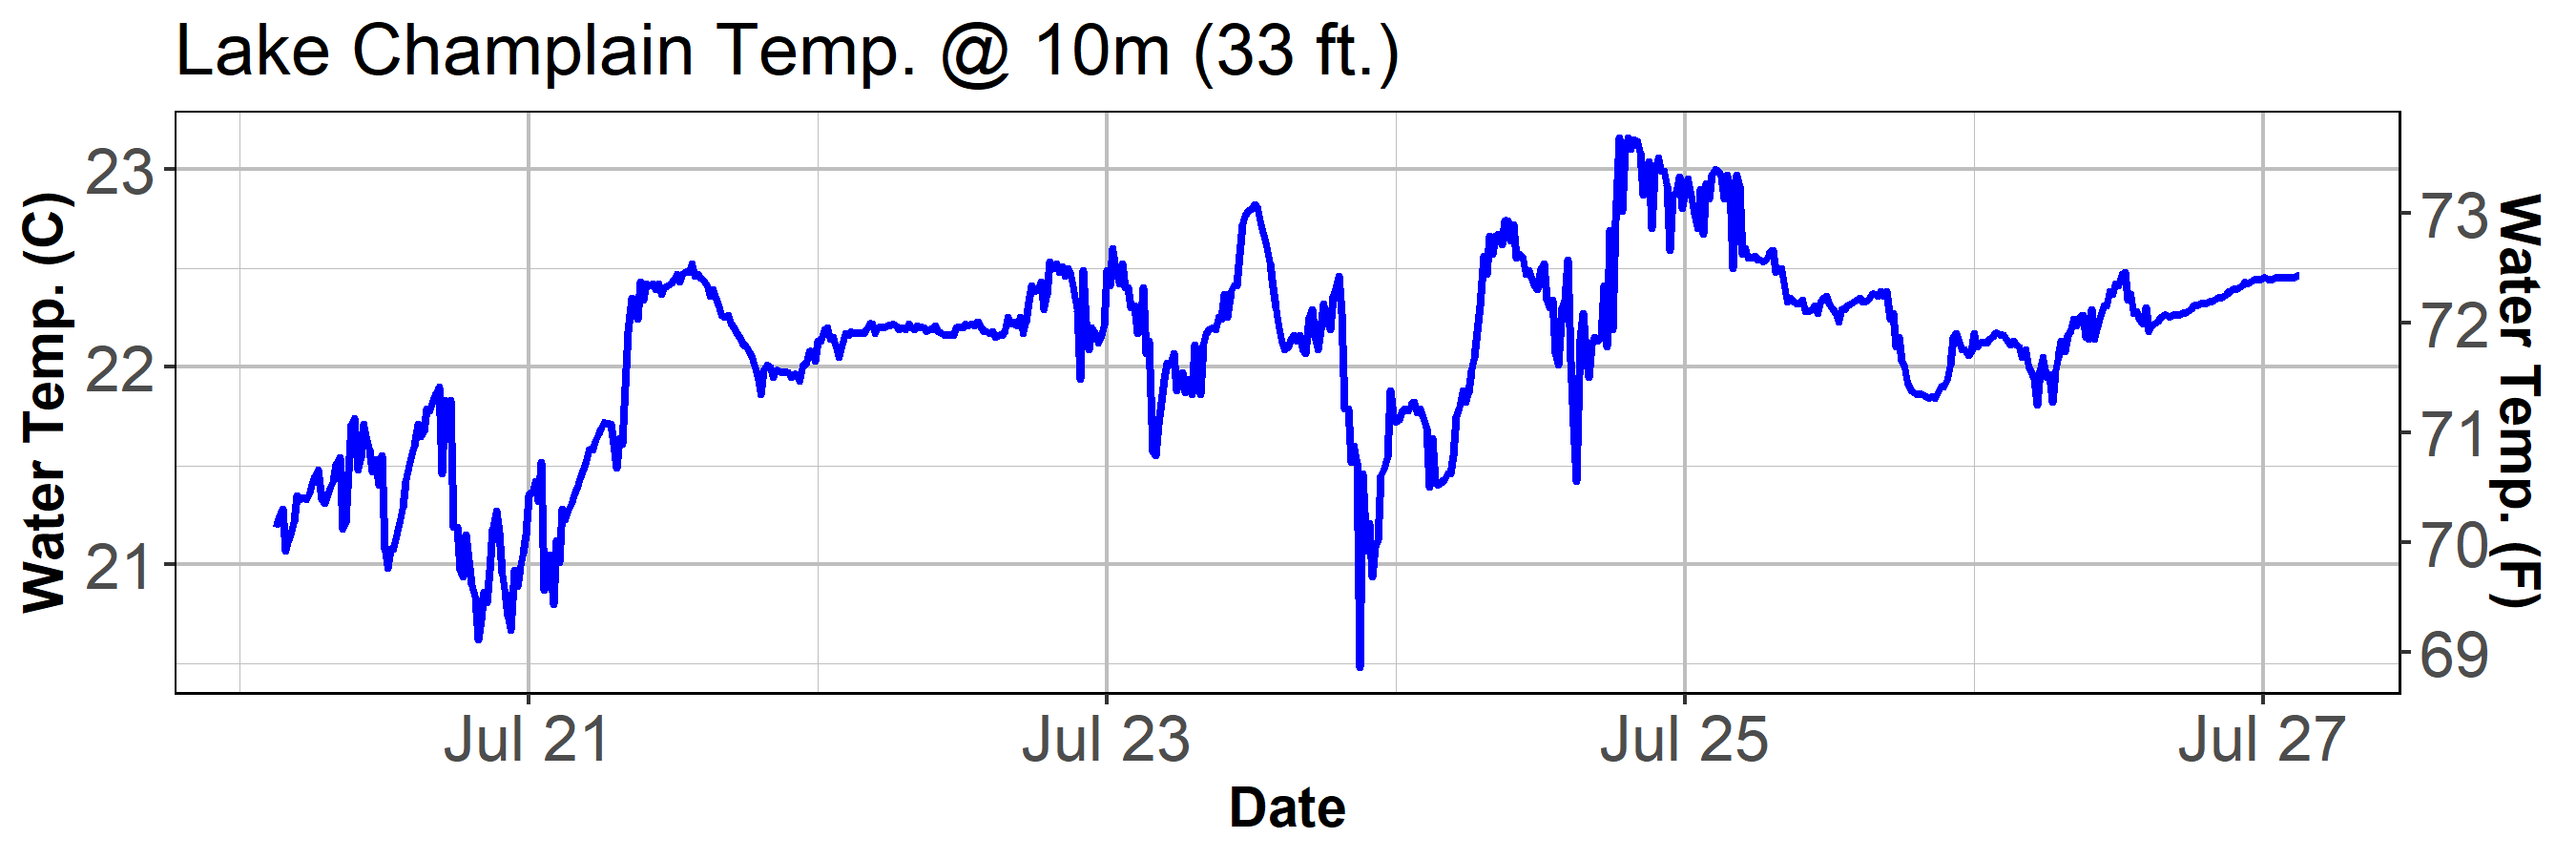 Lake Champlain Temp. @ 10m (33 ft.)
Water Temp. (C)
23
22
21
73
72
71
70
69
Water Temp. (F)
Jul 21 Jul 23 Jul 25 Jul 27
Date